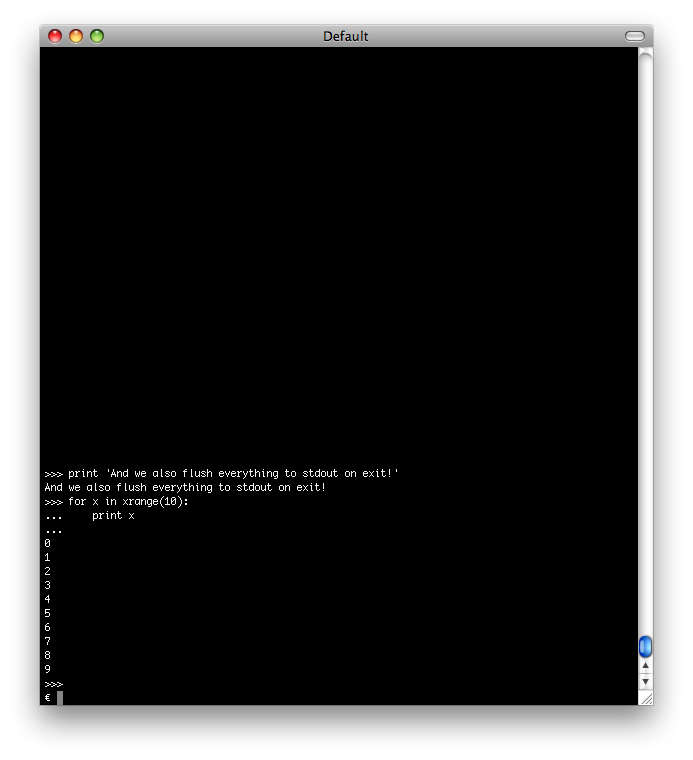 Default
>>> print 'And we also flush everything to stdout on exit!'
And we also flush everything to stdout on exit!
>>> for x in xrange(10):
...     print x
...
0
1
2
3
4
5
6
7
8
9
>>>
€